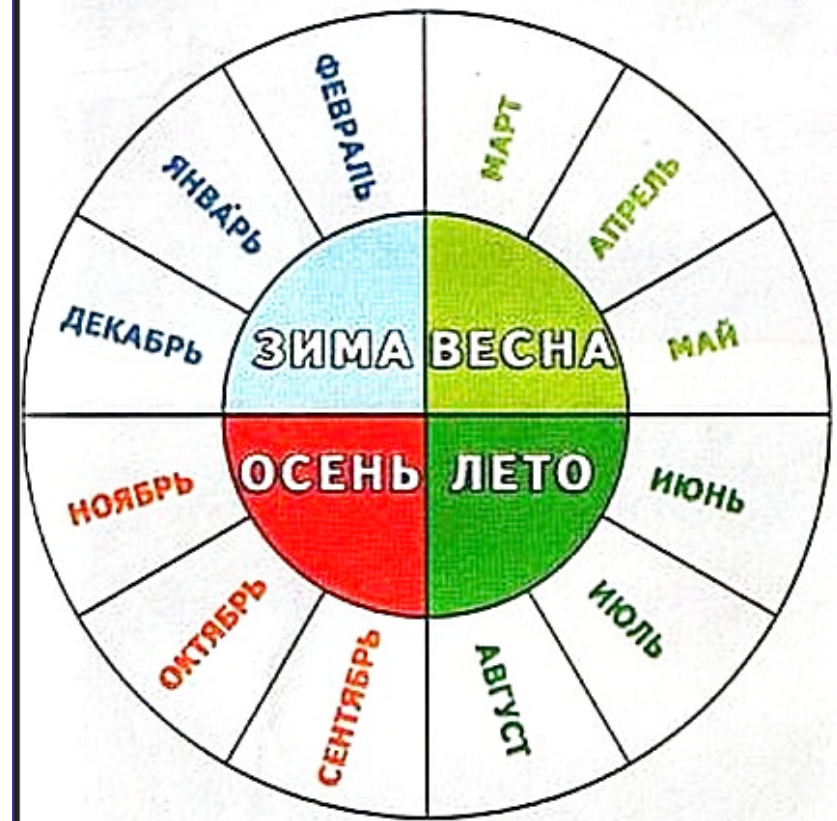 ФЕВРАЛЬ
МАРТ
ЯНВАРЬ
АПРЕЛЬ
ДЕКАБРЬ
МАЙ
ЗИМА
ВЕСНА
ОСЕНЬ
ЛЕТО
НОЯБРЬ
ИЮНЬ
ОКТЯБРЬ
ИЮЛЬ
СЕНТЯБРЬ
АВГУСТ